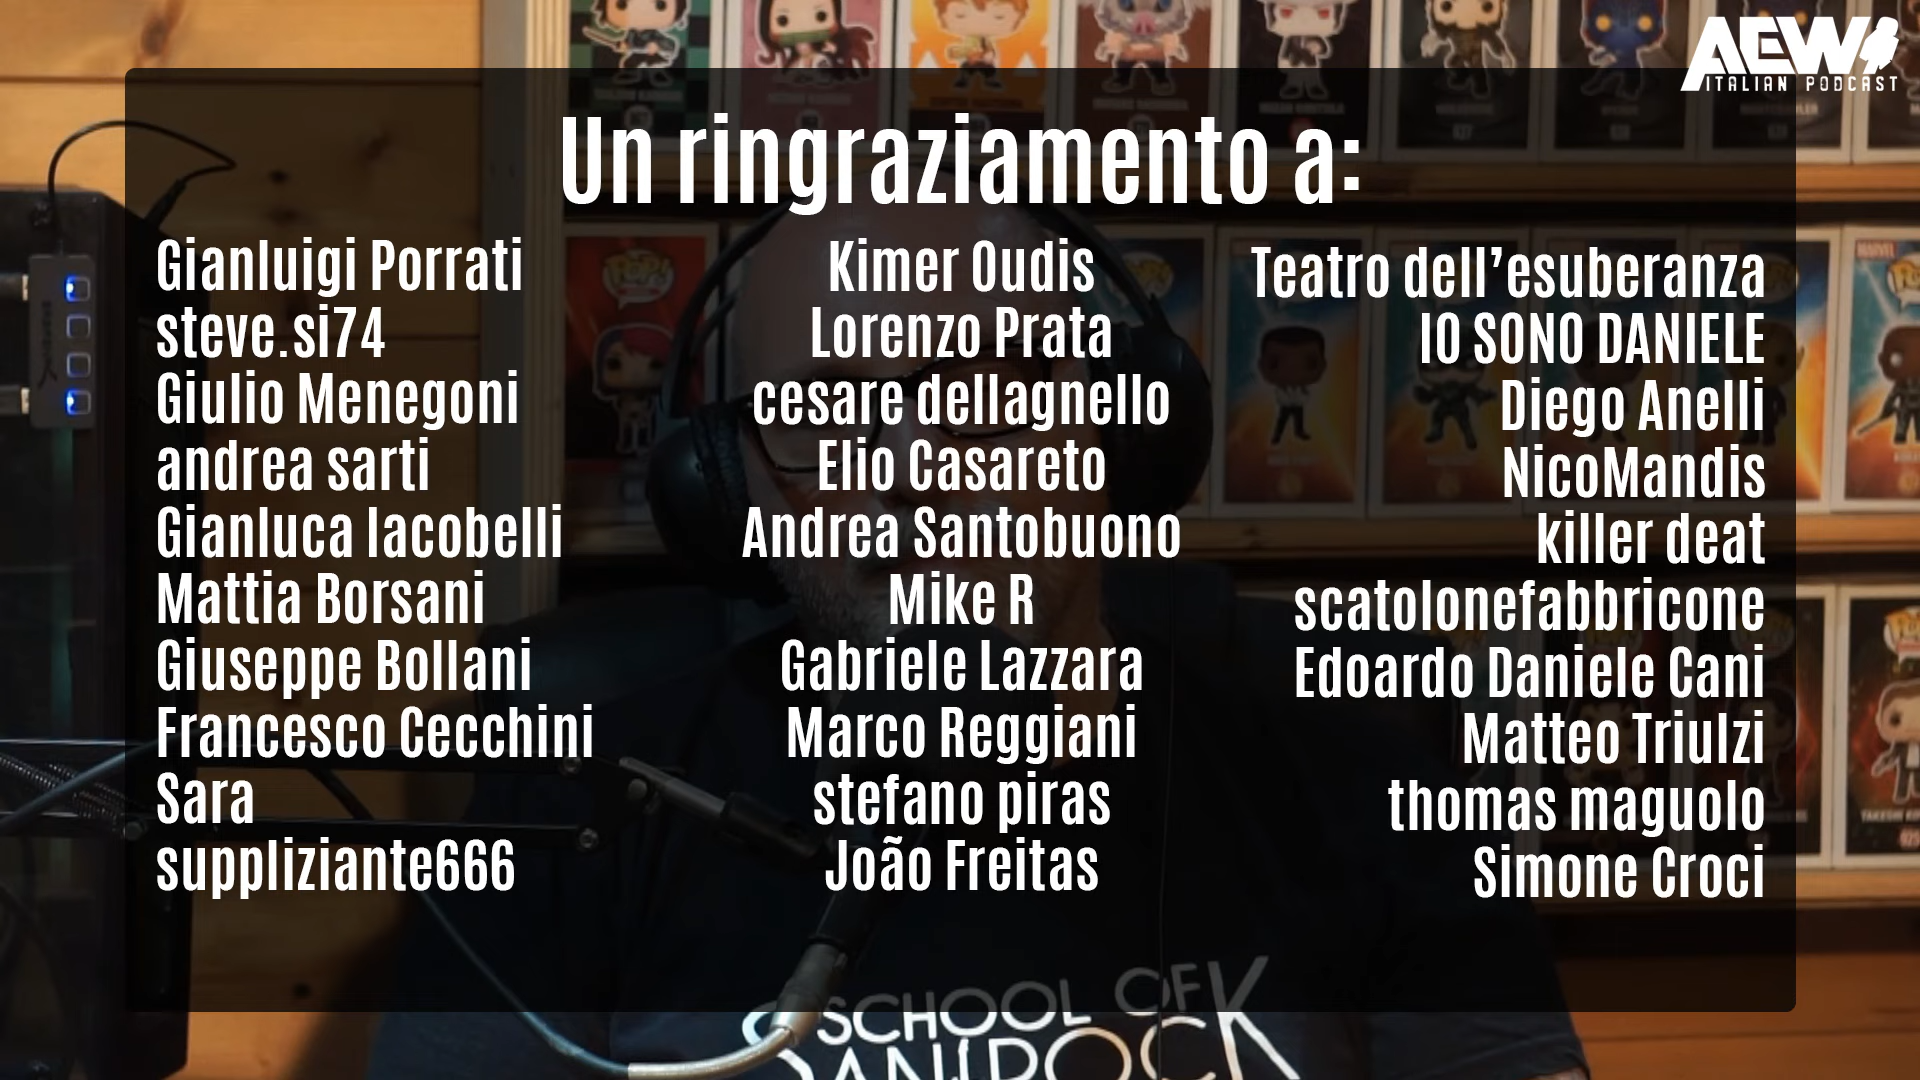 AEW
ITALIAN PODCAST
Un ringraziamento a:
Gianluigi Porrati
steve.si74
Giulio Menegoni
andrea sarti
Gianluca Iacobelli
Mattia Borsani
Giuseppe Bollani
Francesco Cecchini
Sara
suppliziante666
Kimer Oudis
Lorenzo Prata
cesare dellagnello
Elio Casareto
Andrea Santobuono
Mike R
Gabriele Lazzara
Marco Reggiani
stefano piras
João Freitas
Teatro dell’esuberanza
IO SONO DANIELE
Diego Anelli
NicoMandis
killer deat
scatolonefabbricone
Edoardo Daniele Cani
Matteo Triulzi
thomas maguolo
Simone Croci
SCHOOL OF
ROCK